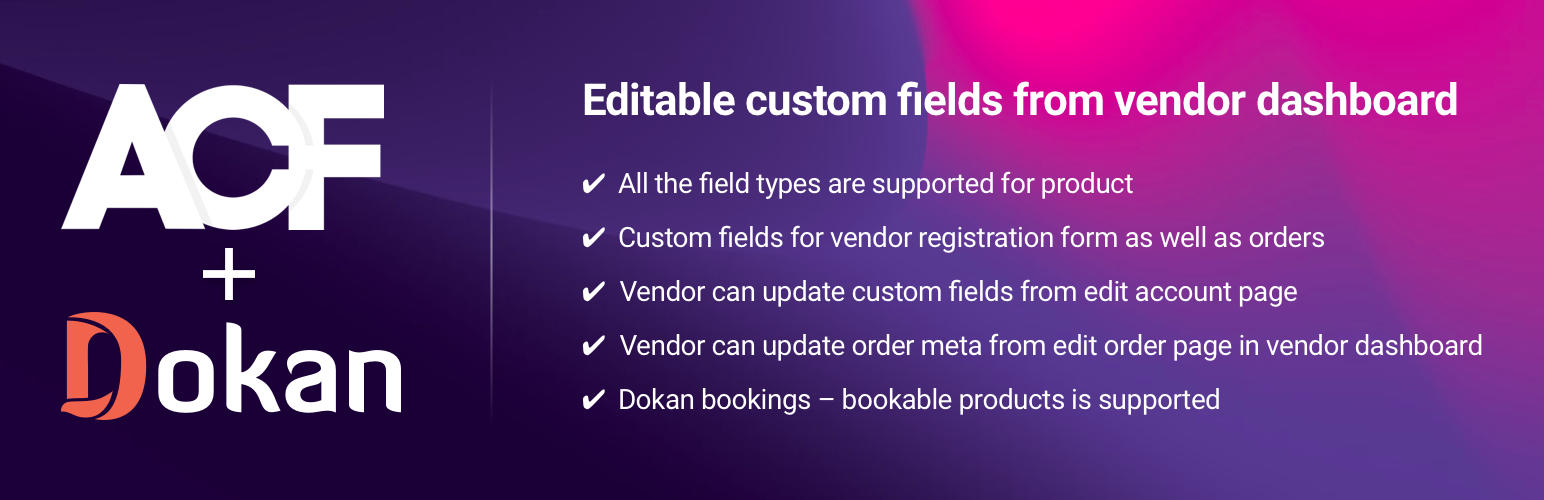 ACF
+
Dokan
Editable custom fields from vendor dashboard
✔ All the field types are supported for product
✔ Custom fields for vendor registration form as well as orders
✔ Vendor can update custom fields from edit account page
✔ Vendor can update order meta from edit order page in vendor dashboard
✔ Dokan bookings – bookable products is supported